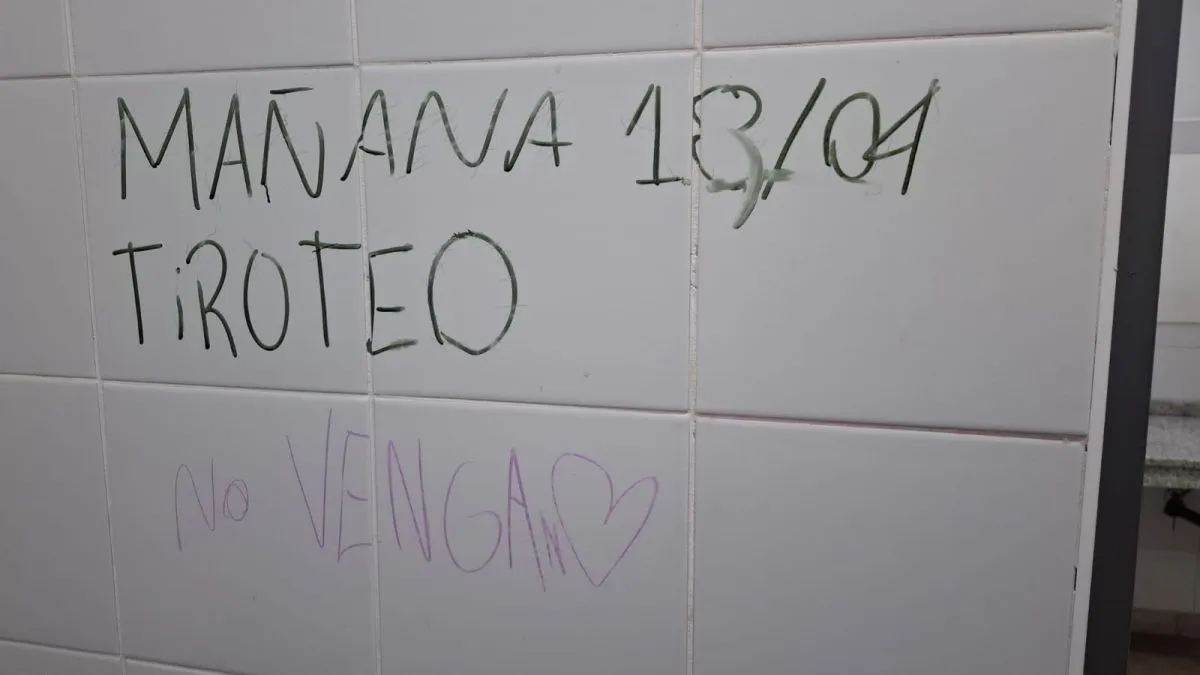 MAÑANA 13/04
TiROTEO
No VENGAN